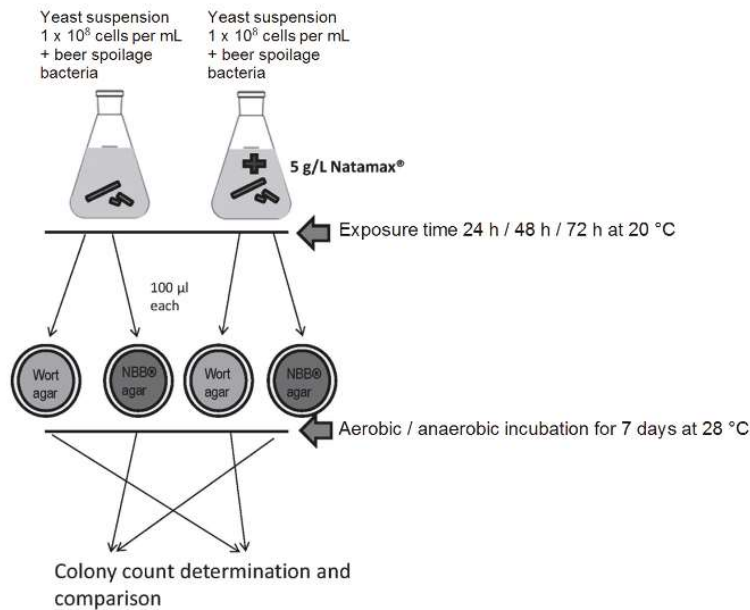 Yeast suspension
1 x 10⁸ cells per mL
+ beer spoilage
bacteria
Yeast suspension
1 x 10⁸ cells per mL
+ beer spoilage
bacteria
5 g/L Natamax®
Exposure time 24 h / 48 h / 72 h at 20 °C
100 µl
each
Wort
agar
NBB®
agar
Wort
agar
NBB®
agar
Aerobic / anaerobic incubation for 7 days at 28 °C
Colony count determination and
comparison